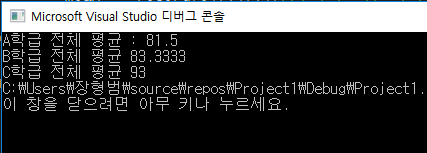 Microsoft Visual Studio 디버그 콘솔
A학급 전체 평균 : 81.5
B학급 전체 평균 83.3333
C학급 전체 평균 93
C:₩Users₩장형범₩source₩repos₩Project1₩Debug₩Project1.
이 창을 닫으려면 아무 키나 누르세요.